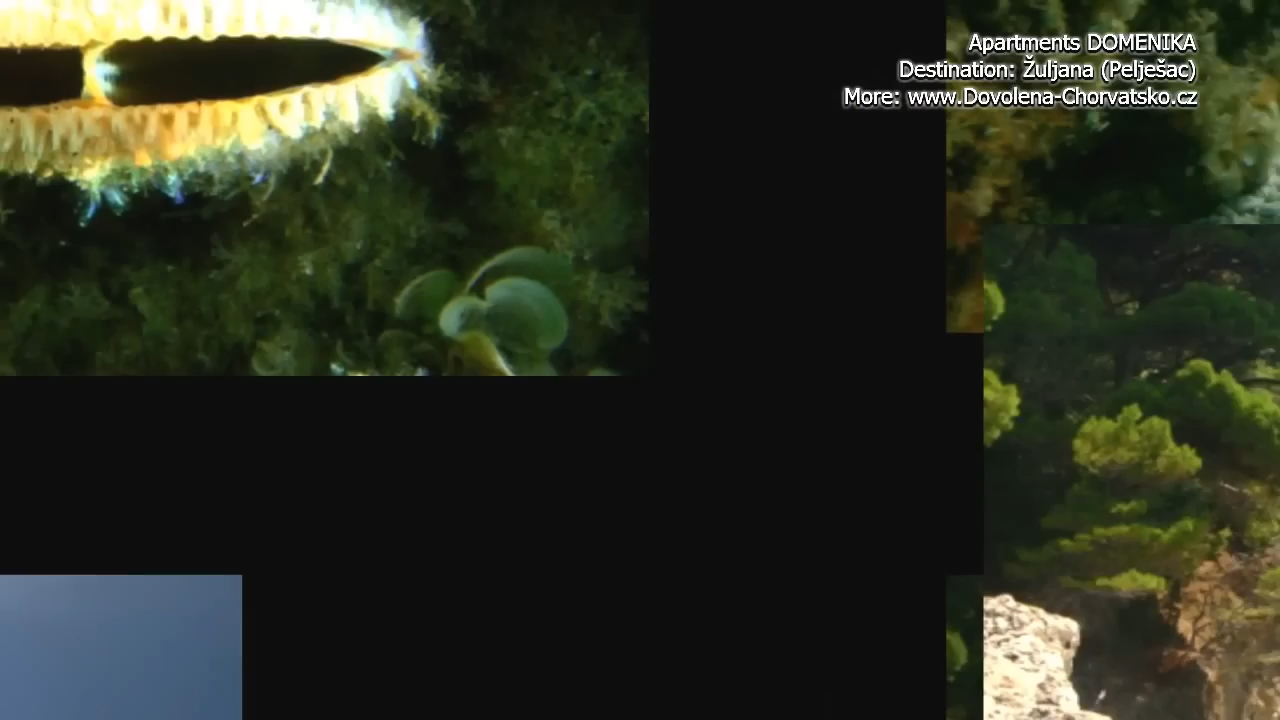 Apartments DOMENIKA
Destination: Žuljana (Pelješac)
More: www.Dovolena-Chorvatsko.cz